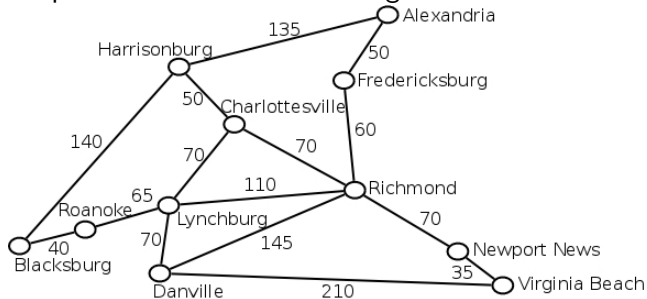 Alexandria
135
Harrisonburg
50
Fredericksburg
50
Charlottesville
60
140
70
70
Richmond
65
110
Roanoke
Lynchburg
70
70
145
Newport News
40
35
Blacksburg
Virginia Beach
Danville
210